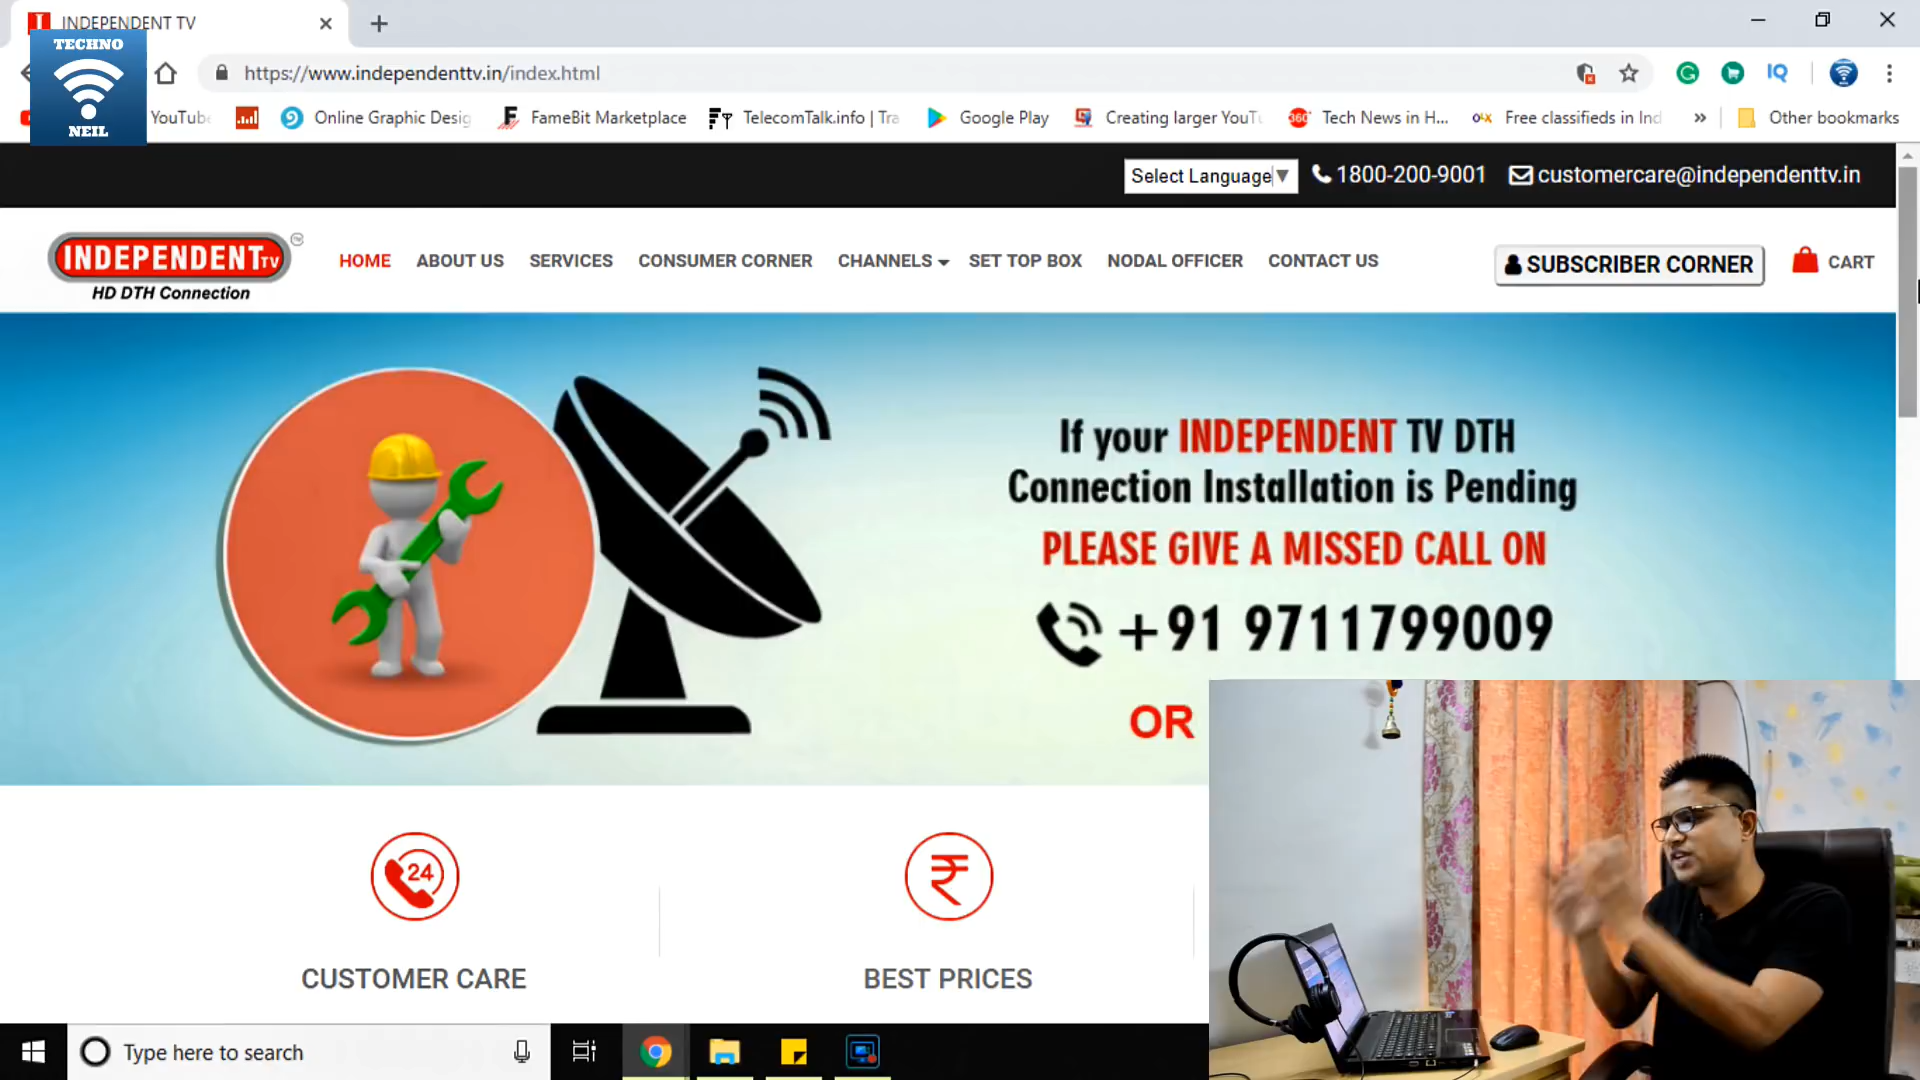 INDEPENDENT TV
TECHNO
NEIL
https://www.independenttv.in/index.html
YouTube
Online Graphic Desig
FameBit Marketplace
TelecomTalk.info | Tra
Google Play
Creating larger YouTu
Tech News in H...
Free classifieds in Ind
Other bookmarks
Select Language
1800-200-9001
customercare@independenttv.in
INDEPENDENT TV
TM
HD DTH Connection
HOME
ABOUT US
SERVICES
CONSUMER CORNER
CHANNELS
SET TOP BOX
NODAL OFFICER
CONTACT US
SUBSCRIBER CORNER
CART
If your INDEPENDENT TV DTH
Connection Installation is Pending
PLEASE GIVE A MISSED CALL ON
+91 9711799009
OR
24
₹
CUSTOMER CARE
BEST PRICES
Type here to search